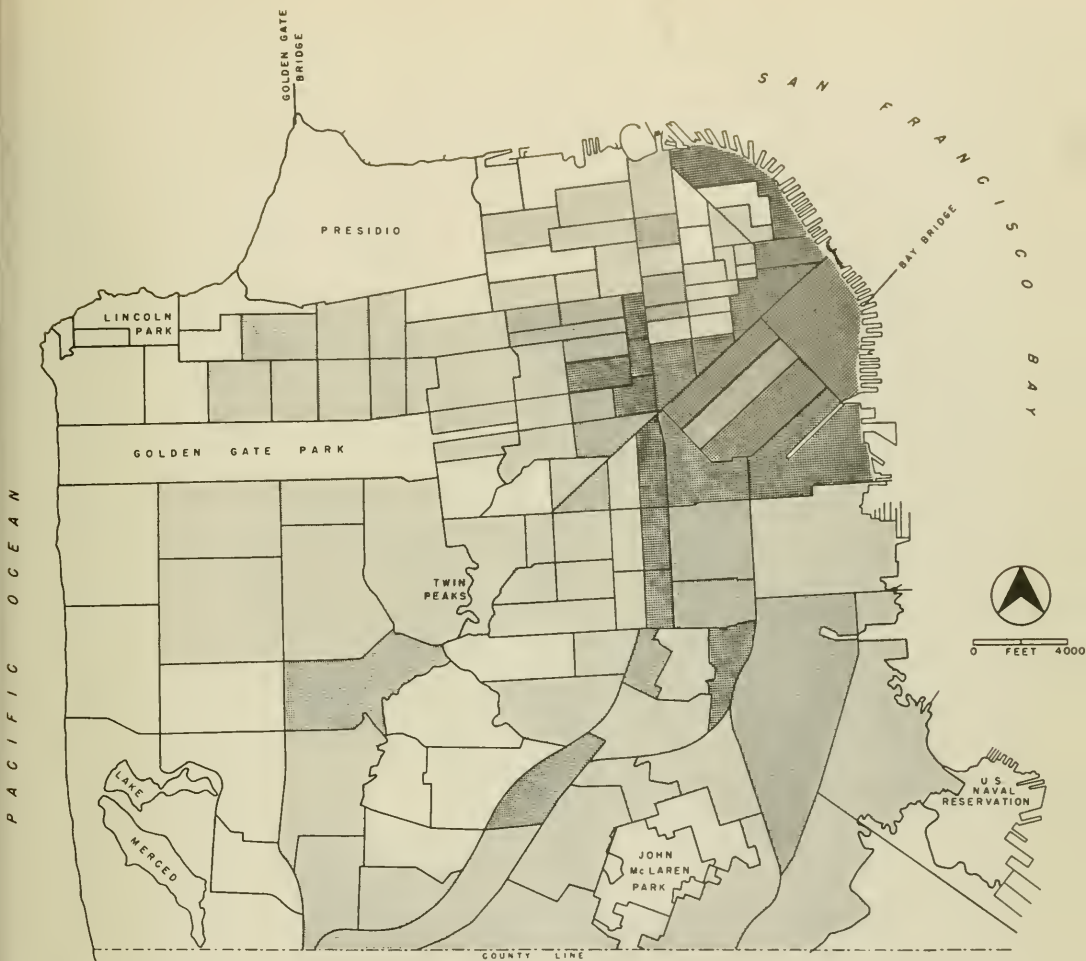 GOLDEN GATE
BRIDGE
SAN FRANCISCO BAY
PRESIDIO
BAY BRIDGE
LINCOLN
PARK
GOLDEN GATE PARK
PACIFIC OCEAN
TWIN
PEAKS
0 FEET 4000
LAKE
MERCED
U S
NAVAL
RESERVATION
JOHN
McLAREN
PARK
COUNTY LINE